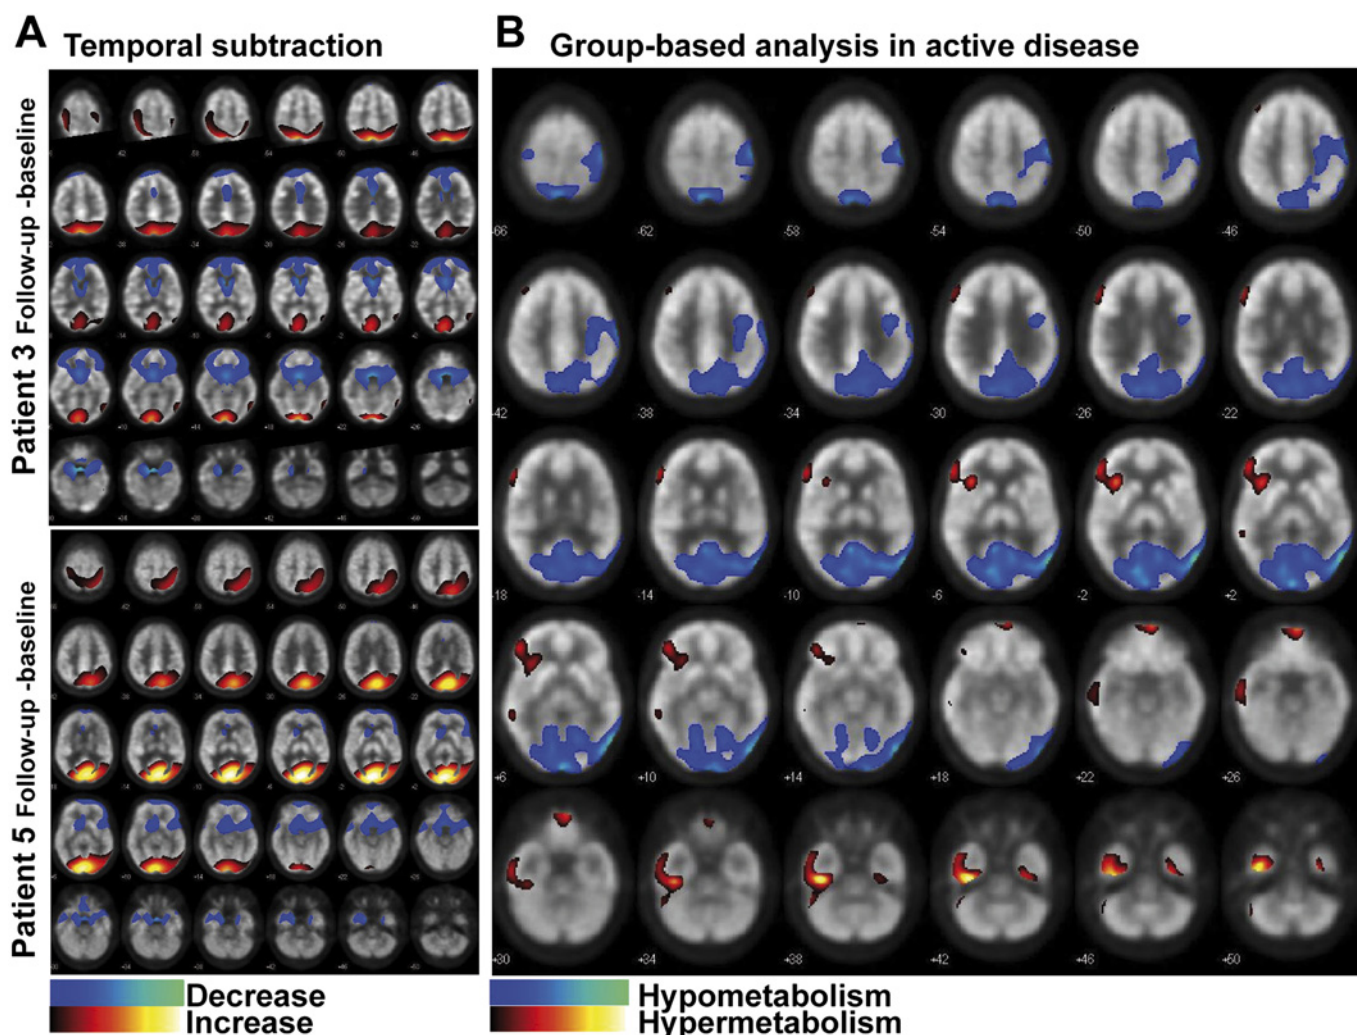 A Temporal subtraction
B Group-based analysis in active disease
Patient 3 Follow-up -baseline
Patient 5 Follow-up -baseline
-66 -62 -58 -54 -50 -46
-42 -38 -34 -30 -26 -22
-18 -14 -10 -6 -2 +2
+6 +10 +14 +18 +22 +26
+30 +34 +38 +42 +46 +50
Decrease
Increase
Hypometabolism
Hypermetabolism